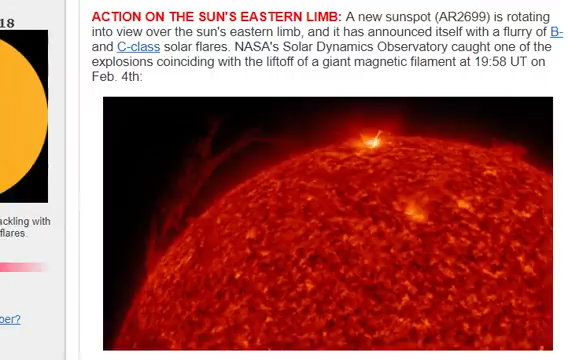 18
ACTION ON THE SUN'S EASTERN LIMB: A new sunspot (AR2699) is rotating
into view over the sun's eastern limb, and it has announced itself with a flurry of B-
and C-class solar flares. NASA's Solar Dynamics Observatory caught one of the
explosions coinciding with the liftoff of a giant magnetic filament at 19:58 UT on
Feb. 4th:
with
flares.